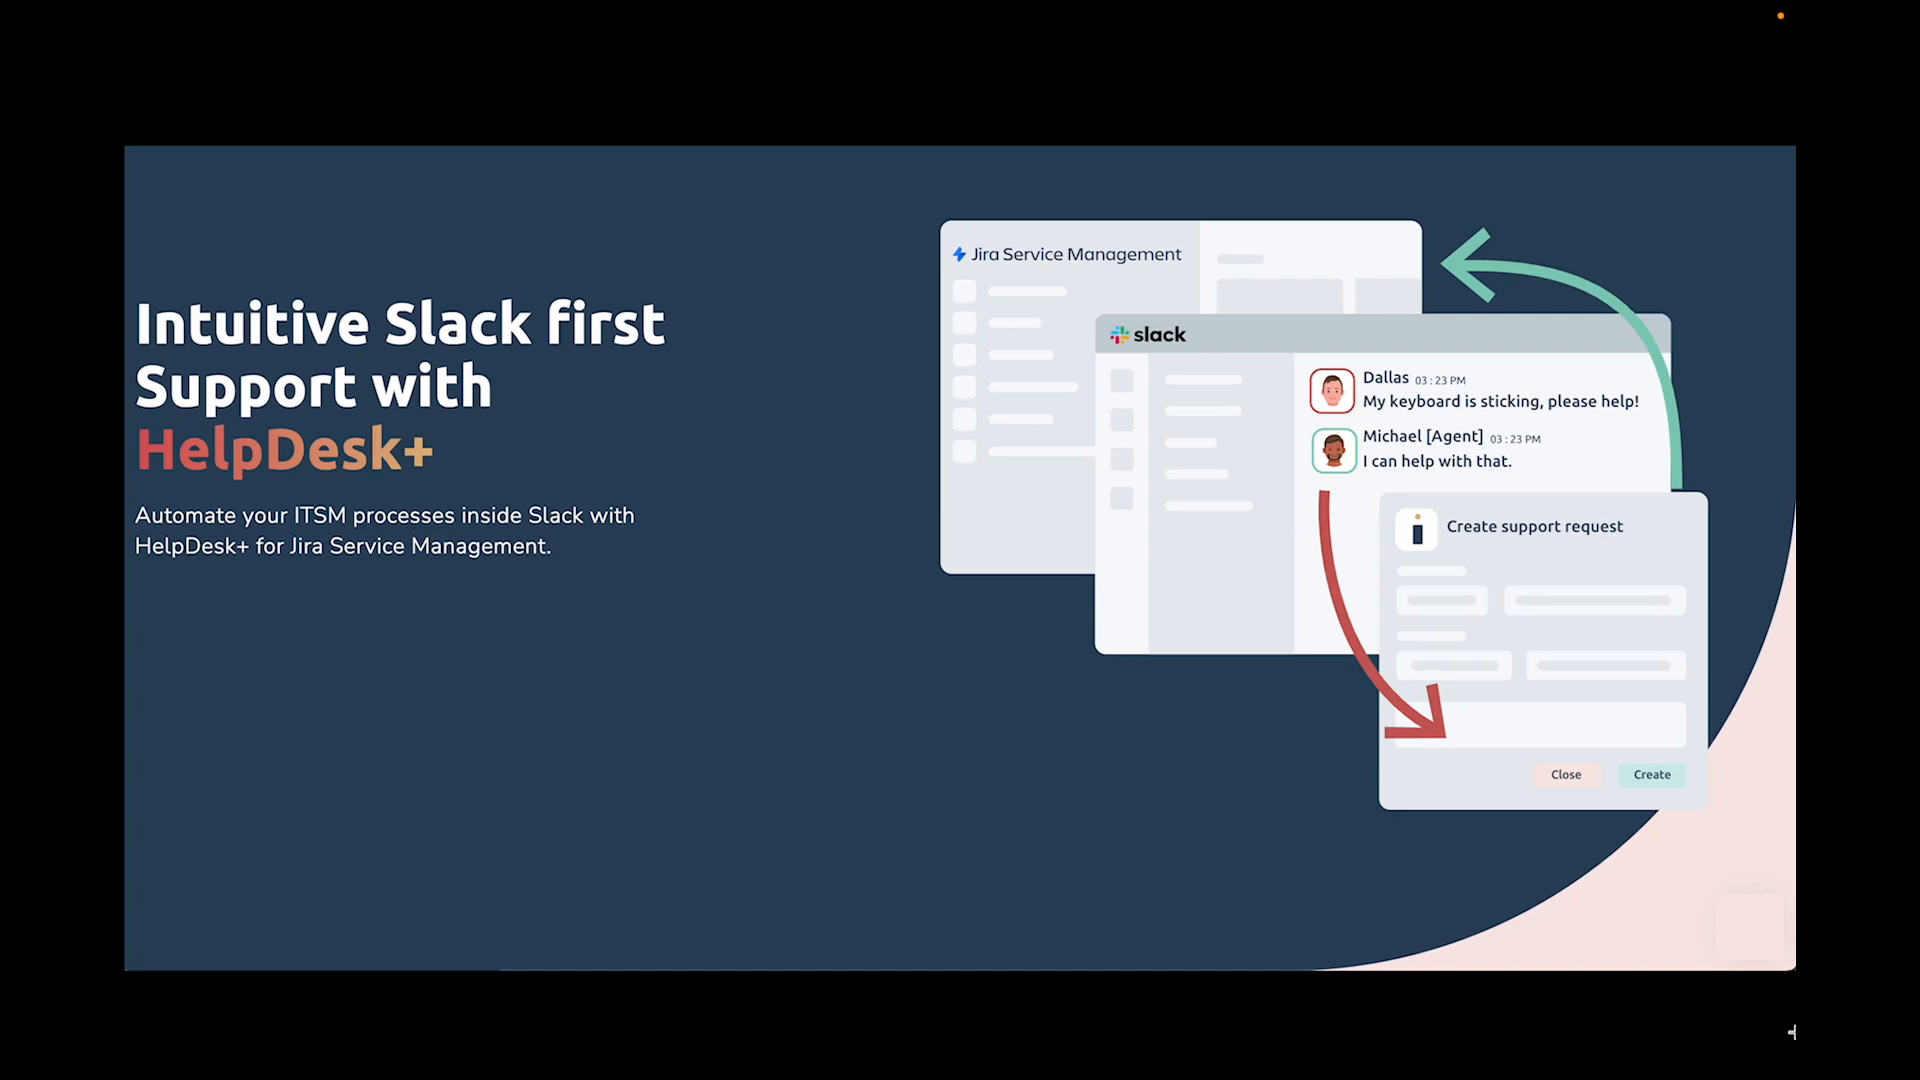 Intuitive Slack first
Support with
HelpDesk+
Automate your ITSM processes inside Slack with
HelpDesk+ for Jira Service Management.
Jira Service Management
slack
Dallas 03 : 23 PM
My keyboard is sticking, please help!
Michael [Agent] 03 : 23 PM
I can help with that.
Create support request
Close Create